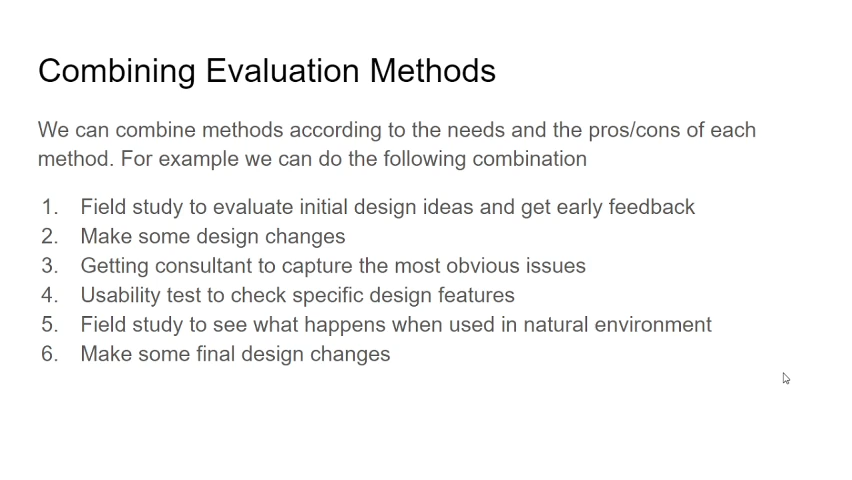 Combining Evaluation Methods
We can combine methods according to the needs and the pros/cons of each
method. For example we can do the following combination
1. Field study to evaluate initial design ideas and get early feedback
2. Make some design changes
3. Getting consultant to capture the most obvious issues
4. Usability test to check specific design features
5. Field study to see what happens when used in natural environment
6. Make some final design changes